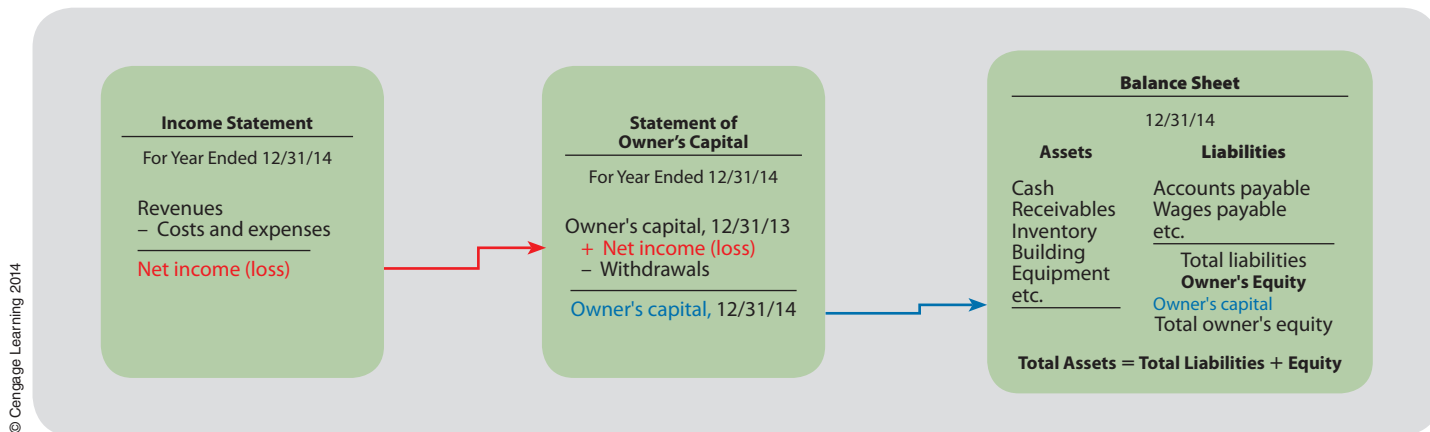 © Cengage Learning 2014
Income Statement
For Year Ended 12/31/14
Revenues
– Costs and expenses
Net income (loss)
Statement of
Owner’s Capital
For Year Ended 12/31/14
Owner's capital, 12/31/13
+ Net income (loss)
– Withdrawals
Owner's capital, 12/31/14
Balance Sheet
12/31/14
Assets
Cash
Receivables
Inventory
Building
Equipment
etc.
Liabilities
Accounts payable
Wages payable
etc.
Total liabilities
Owner's Equity
Owner's capital
Total owner's equity
Total Assets = Total Liabilities + Equity